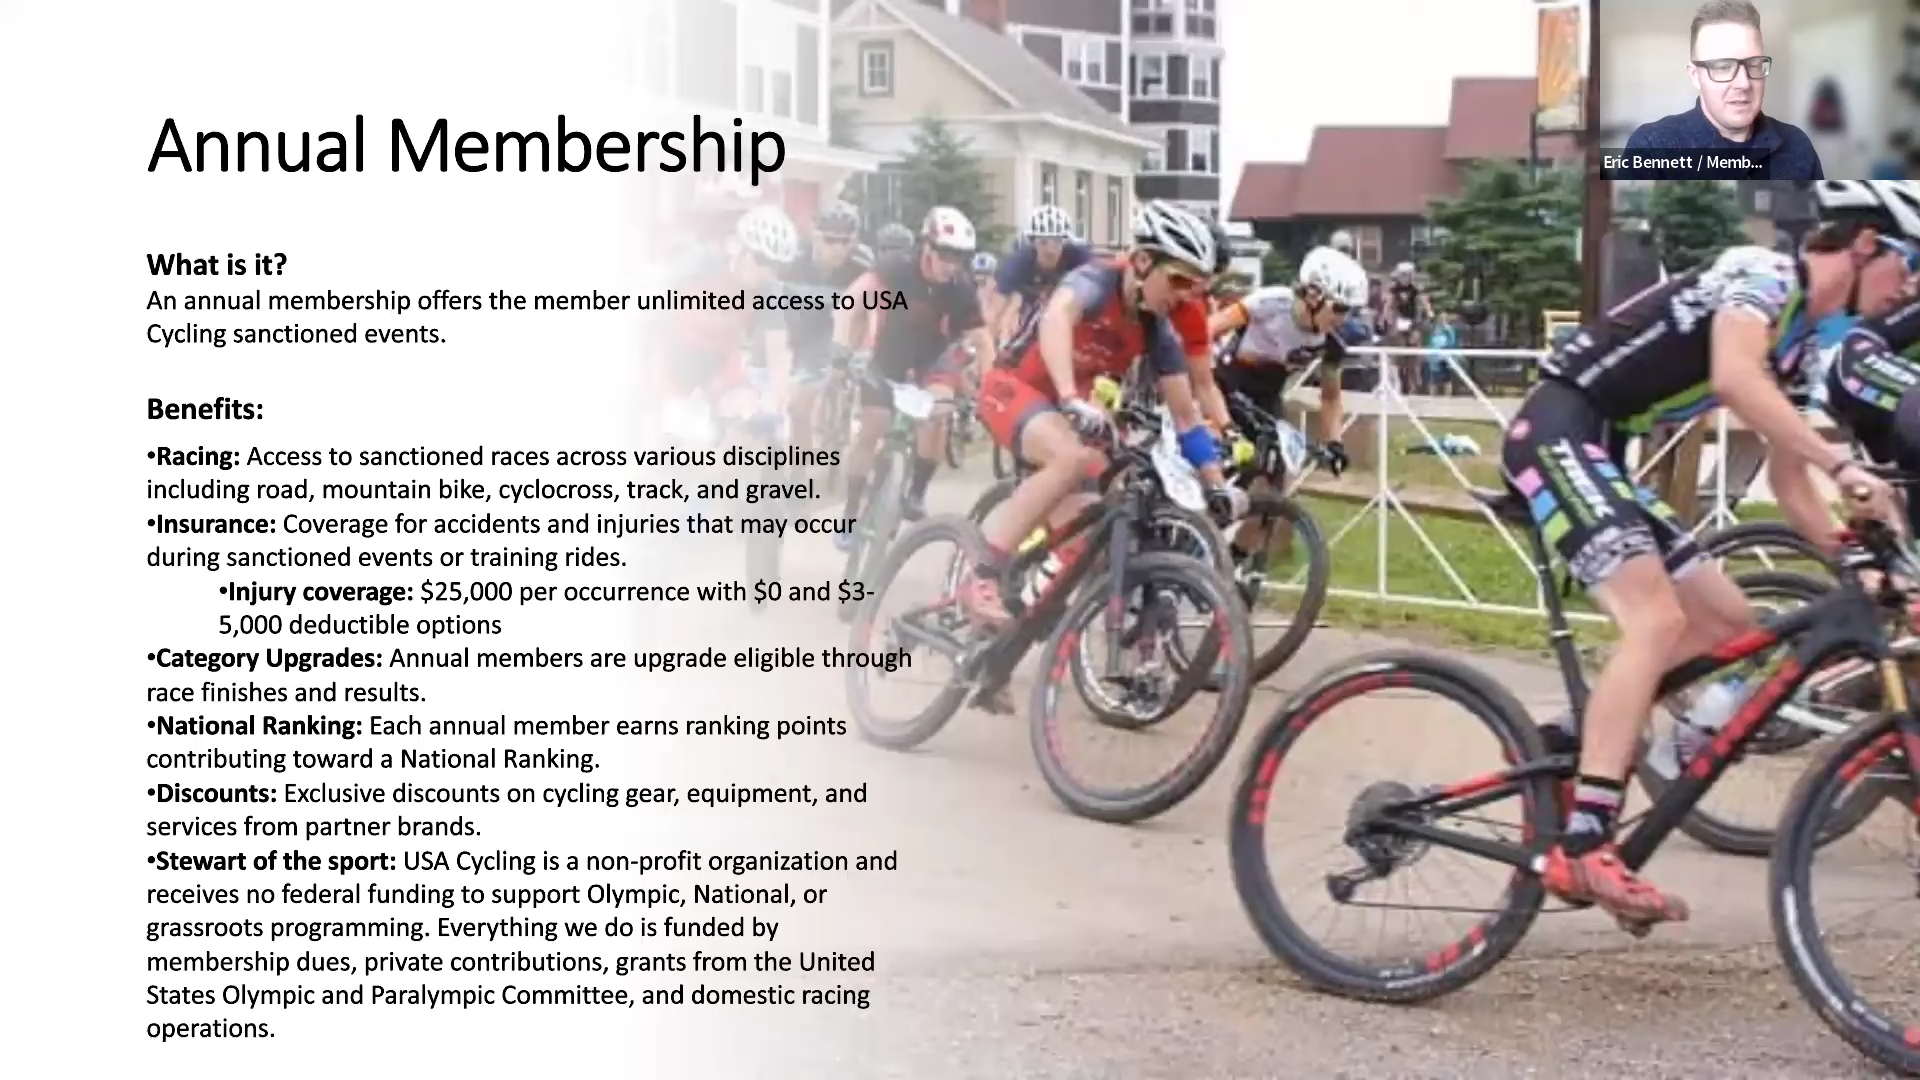 Annual Membership
Eric Bennett / Memb...
What is it?
An annual membership offers the member unlimited access to USA
Cycling sanctioned events.
Benefits:
•Racing: Access to sanctioned races across various disciplines
including road, mountain bike, cyclocross, track, and gravel.
•Insurance: Coverage for accidents and injuries that may occur
during sanctioned events or training rides.
•Injury coverage: $25,000 per occurrence with $0 and $3-
5,000 deductible options
•Category Upgrades: Annual members are upgrade eligible through
race finishes and results.
•National Ranking: Each annual member earns ranking points
contributing toward a National Ranking.
•Discounts: Exclusive discounts on cycling gear, equipment, and
services from partner brands.
•Stewart of the sport: USA Cycling is a non-profit organization and
receives no federal funding to support Olympic, National, or
grassroots programming. Everything we do is funded by
membership dues, private contributions, grants from the United
States Olympic and Paralympic Committee, and domestic racing
operations.
TREK
TREK